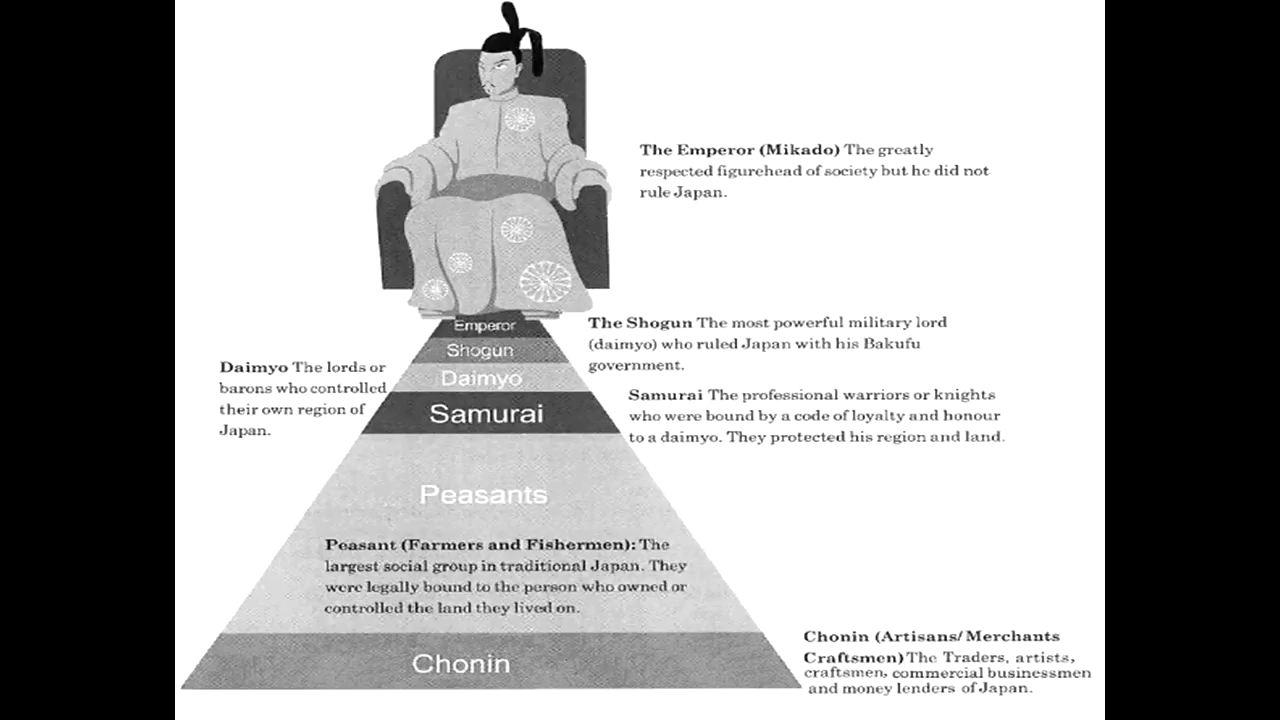 The Emperor (Mikado) The greatly
respected figurehead of society but he did not
rule Japan.
Emperor
The Shogun The most powerful military lord
(daimyo) who ruled Japan with his Bakufu
government.
Shogun
Daimyo The lords or
barons who controlled
their own region of
Japan.
Daimyo
Samurai The professional warriors or knights
who were bound by a code of loyalty and honour
to a daimyo. They protected his region and land.
Samurai
Peasants
Peasant (Farmers and Fishermen): The
largest social group in traditional Japan. They
were legally bound to the person who owned or
controlled the land they lived on.
Chonin (Artisans/Merchants
Craftsmen) The Traders, artists,
craftsmen, commercial businessmen
and money lenders of Japan.
Chonin